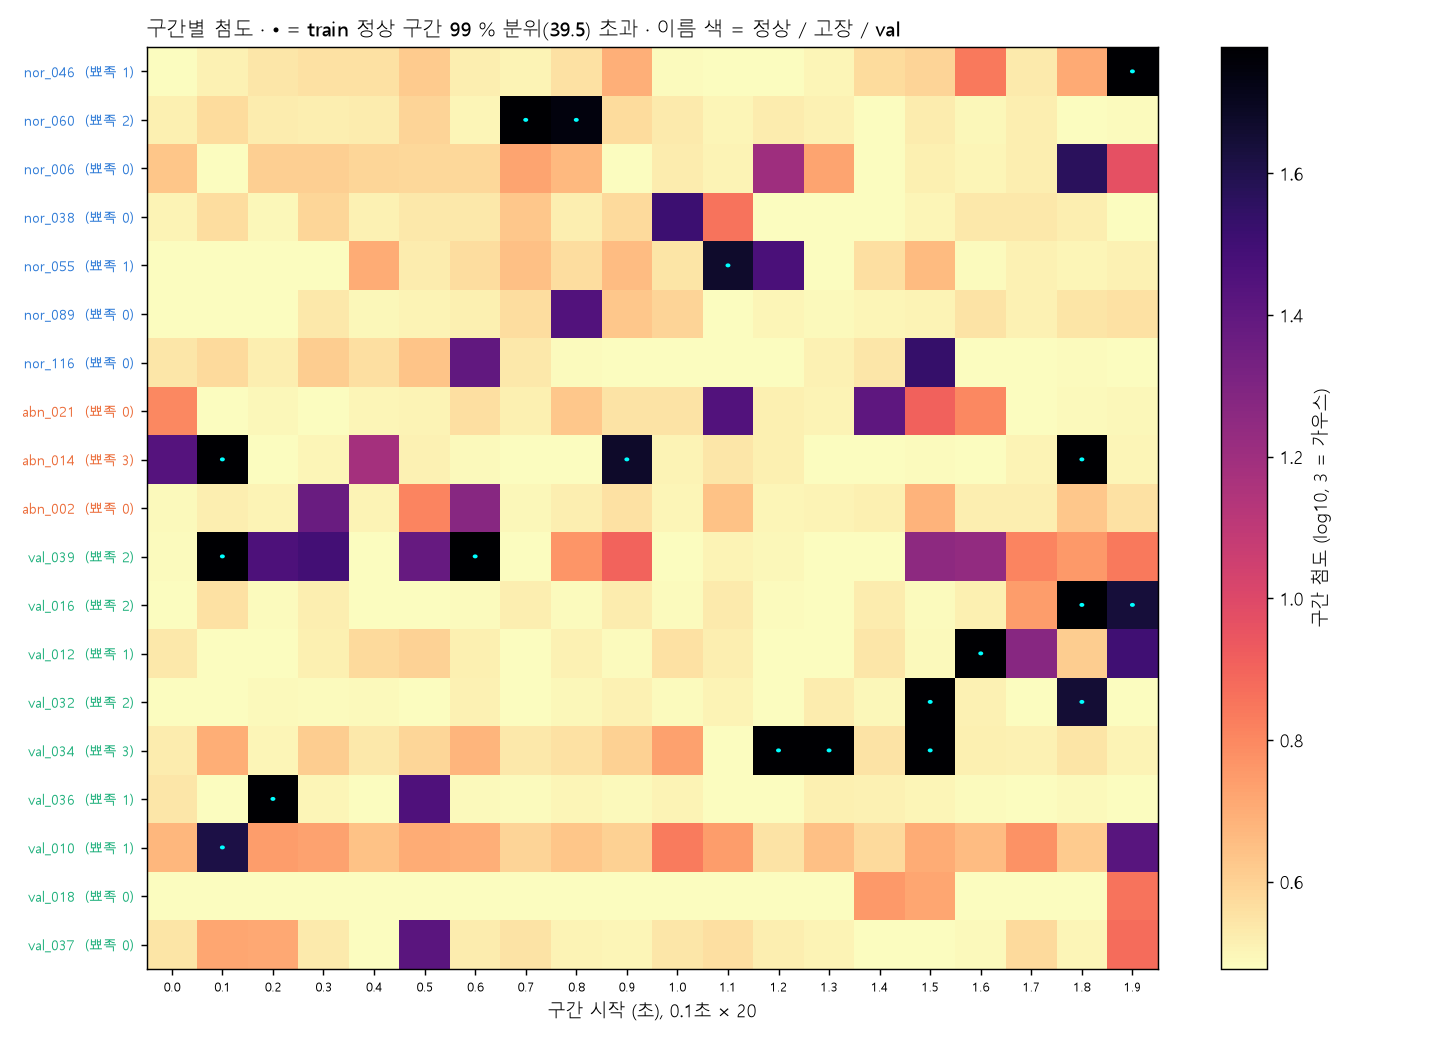 구간별 첨도 · • = train 정상 구간 99 % 분위(39.5) 초과 · 이름 색 = 정상 / 고장 / val
nor_046 (뾰족 1)
nor_060 (뾰족 2)
nor_006 (뾰족 0)
nor_038 (뾰족 0)
nor_055 (뾰족 1)
nor_089 (뾰족 0)
nor_116 (뾰족 0)
abn_021 (뾰족 0)
abn_014 (뾰족 3)
abn_002 (뾰족 0)
val_039 (뾰족 2)
val_016 (뾰족 2)
val_012 (뾰족 1)
val_032 (뾰족 2)
val_034 (뾰족 3)
val_036 (뾰족 1)
val_010 (뾰족 1)
val_018 (뾰족 0)
val_037 (뾰족 0)
0.0 0.1 0.2 0.3 0.4 0.5 0.6 0.7 0.8 0.9 1.0 1.1 1.2 1.3 1.4 1.5 1.6 1.7 1.8 1.9
구간 시작 (초), 0.1초 × 20
1.6
1.4
1.2
1.0
0.8
0.6
구간 첨도 (log10, 3 = 가우스)